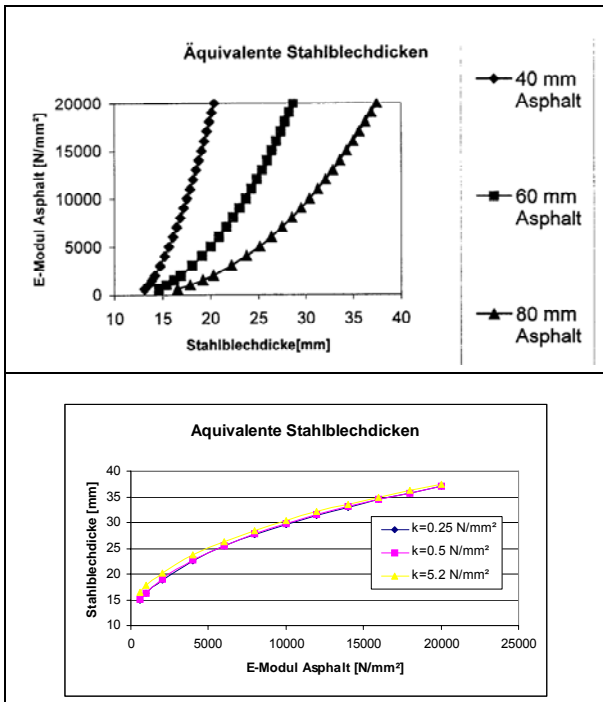 Äquivalente Stahlblechdicken
E-Modul Asphalt [N/mm²]
20000
15000
10000
5000
0
10 15 20 25 30 35 40
Stahlblechdicke[mm]
40 mm
Asphalt
60 mm
Asphalt
80 mm
Asphalt
Aquivalente Stahlblechdicken
Stahlblechdicke [mm]
40
35
30
25
20
15
10
k=0.25 N/mm²
k=0.5 N/mm²
k=5.2 N/mm²
0 5000 10000 15000 20000 25000
E-Modul Asphalt [N/mm²]